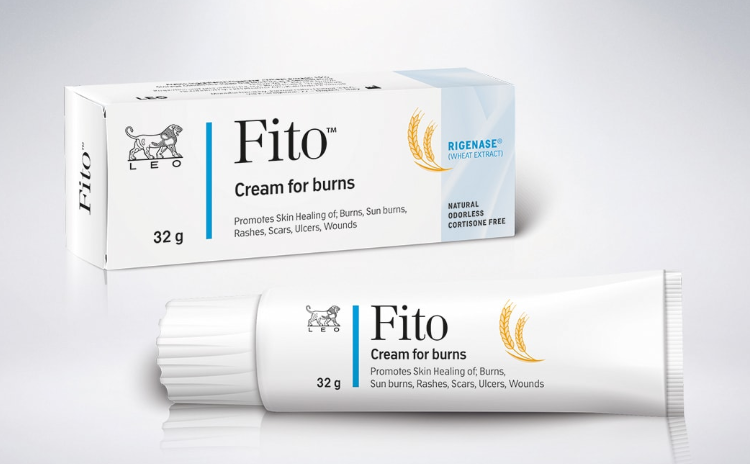 LEO
Fito™
LEO
32 g
Fito™
Cream for burns
Promotes Skin Healing of; Burns, Sun burns,
Rashes, Scars, Ulcers, Wounds
RIGENASE®
(WHEAT EXTRACT)
NATURAL
ODORLESS
CORTISONE FREE
LEO
32 g
Fito
Cream for burns
Promotes Skin Healing of; Burns,
Sun burns, Rashes, Scars, Ulcers, Wounds